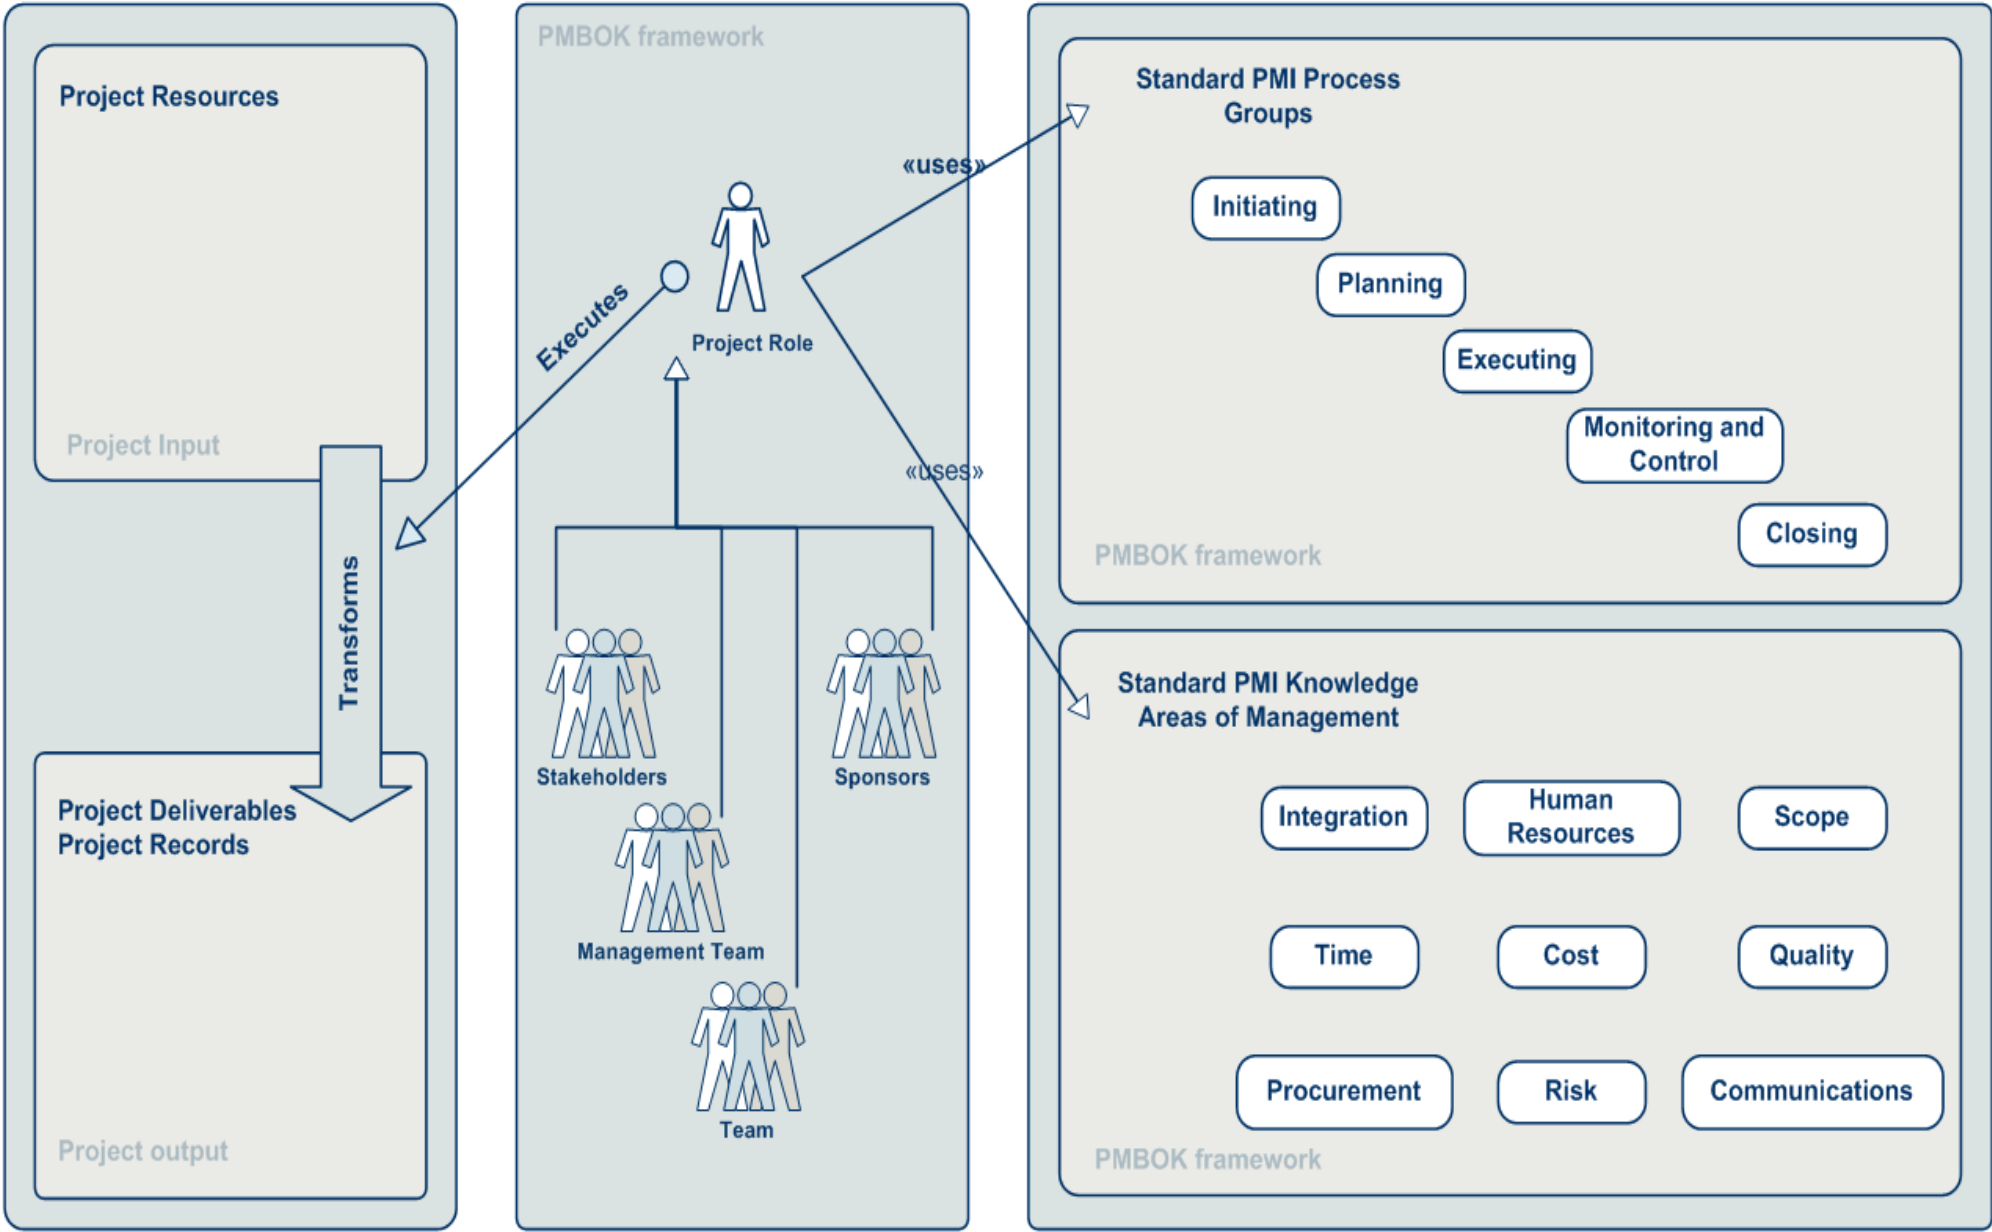 Project Resources
Project Input
Transforms
Project Deliverables
Project Records
Project output
PMBOK framework
«uses»
Executes
Project Role
«uses»
Stakeholders
Sponsors
Management Team
Team
Standard PMI Process
Groups
Initiating
Planning
Executing
Monitoring and
Control
Closing
PMBOK framework
Standard PMI Knowledge
Areas of Management
Integration
Human
Resources
Scope
Time
Cost
Quality
Procurement
Risk
Communications
PMBOK framework